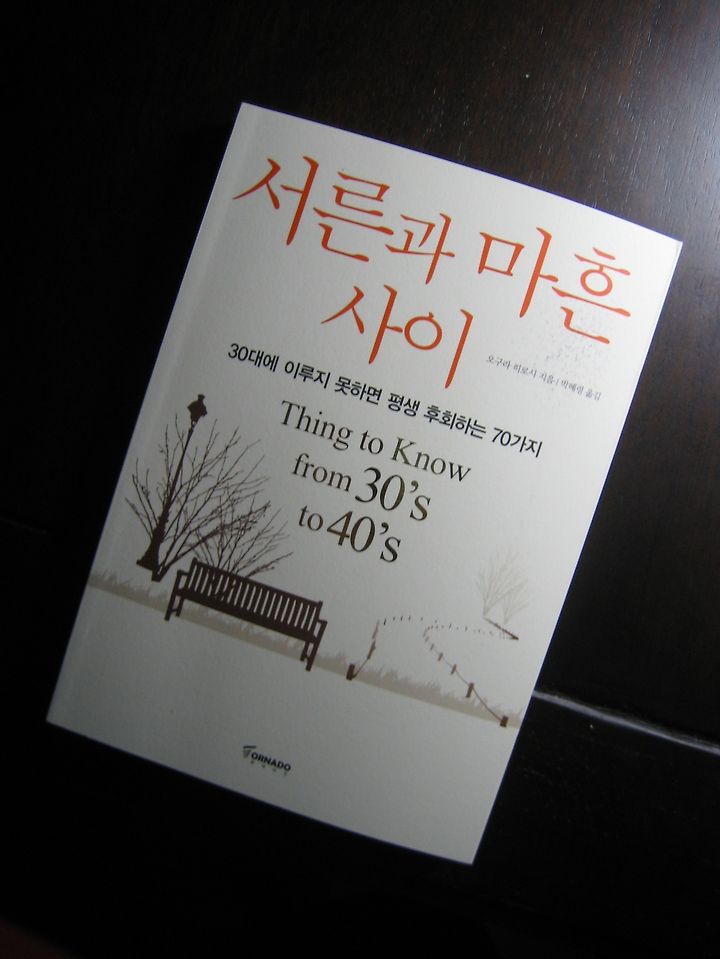 서른과 마흔
사이
오구라 히로시 지음 | 박혜령 옮김
30대에 이루지 못하면 평생 후회하는 70가지
Thing to Know
from 30's
to 40's
TORNADO